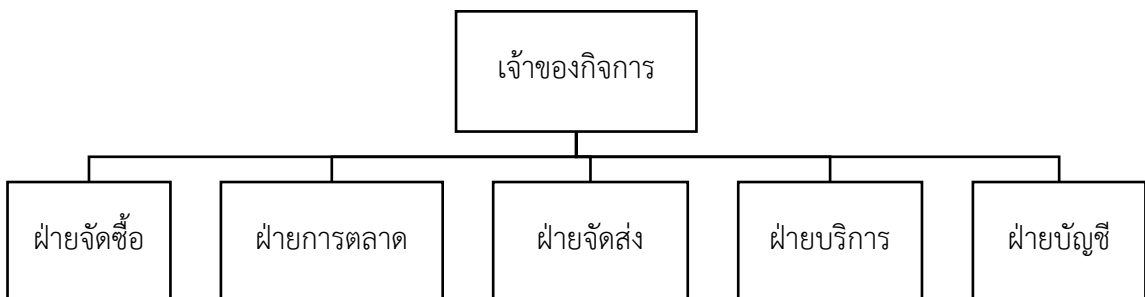 เจ้าของกิจการ
ฝ่ายจัดซื้อ
ฝ่ายการตลาด
ฝ่ายจัดส่ง
ฝ่ายบริการ
ฝ่ายบัญชี